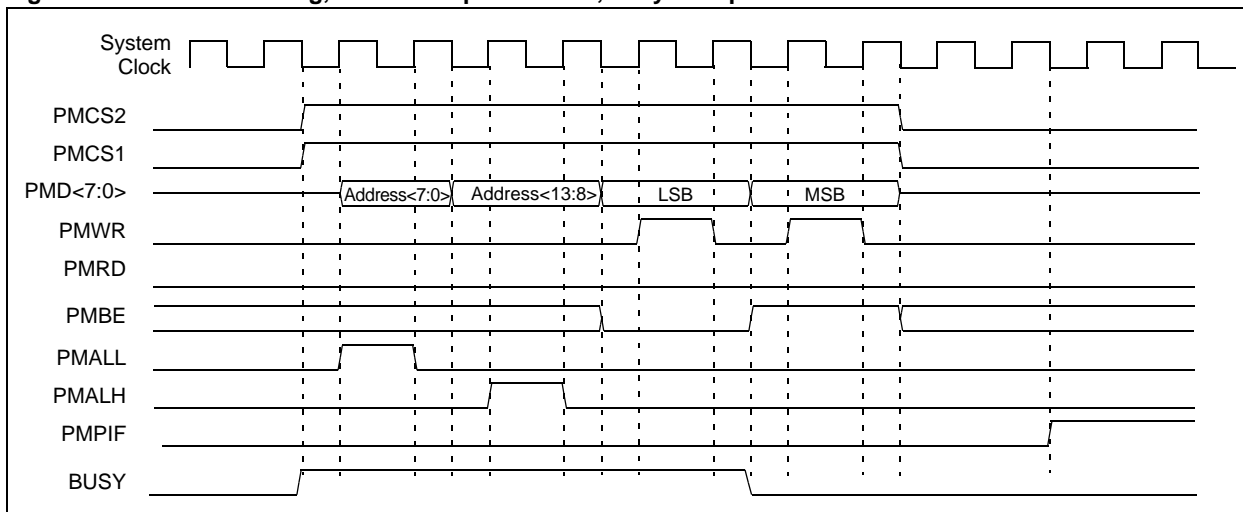 System
Clock
PMCS2
PMCS1
PMD<7:0> Address<7:0> Address<13:8> LSB MSB
PMWR
PMRD
PMBE
PMALL
PMALH
PMPIF
BUSY